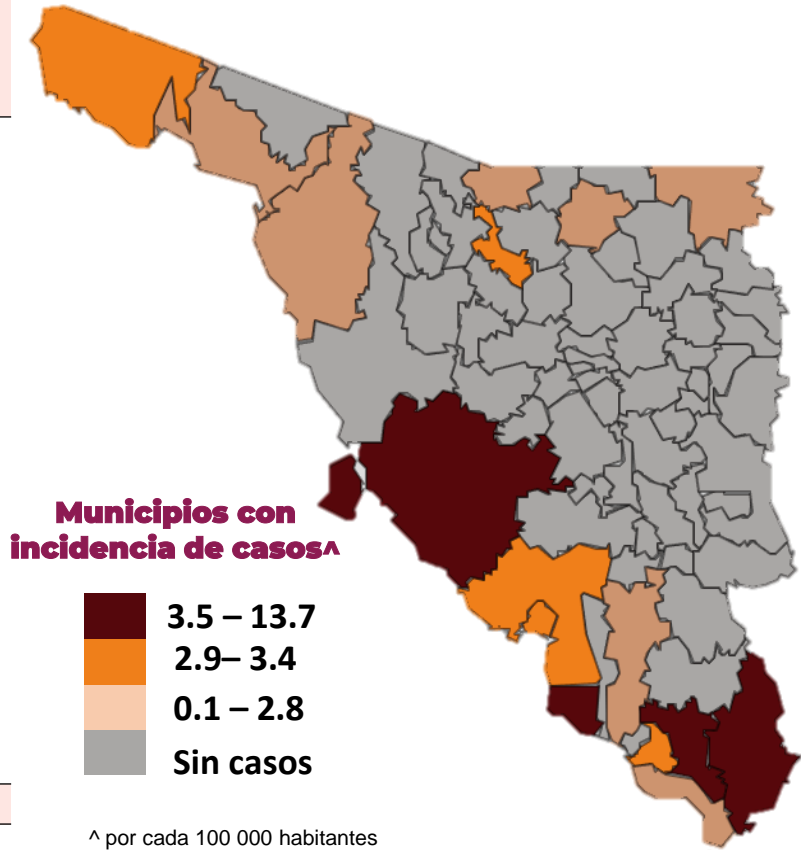 Municipios con
incidencia de casos^
3.5 – 13.7
2.9– 3.4
0.1 – 2.8
Sin casos
^ por cada 100 000 habitantes